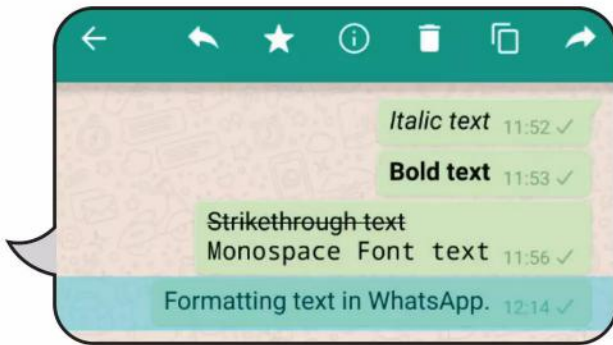 Italic text 11:52
Bold text 11:53
Strikethrough text
Monospace Font text 11:56
Formatting text in WhatsApp. 12:14